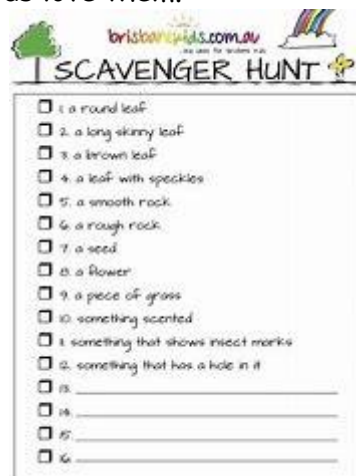 brisbanekids.com.au
SCAVENGER HUNT
1. a round leaf
2. a long skinny leaf
3. a brown leaf
4. a leaf with speckles
5. a smooth rock
6. a rough rock
7. a seed
8. a flower
9. a piece of grass
10. something scented
11. something that shows insect marks
12. something that has a hole in it
13.
14.
15.
16.